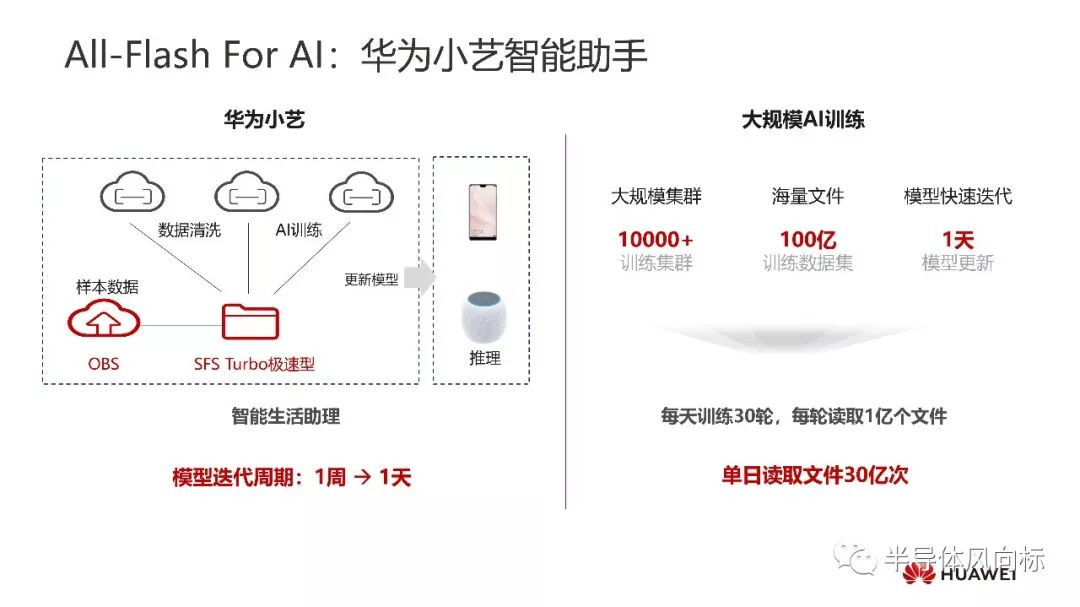 All-Flash For AI：华为小艺智能助手
华为小艺
数据清洗
AI训练
样本数据
OBS
SFS Turbo极速型
更新模型
推理
智能生活助理
模型迭代周期：1周 → 1天
大规模AI训练
大规模集群
10000+
训练集群
海量文件
100亿
训练数据集
模型快速迭代
1天
模型更新
每天训练30轮，每轮读取1亿个文件
单日读取文件30亿次
半导体风向标
HUAWEI